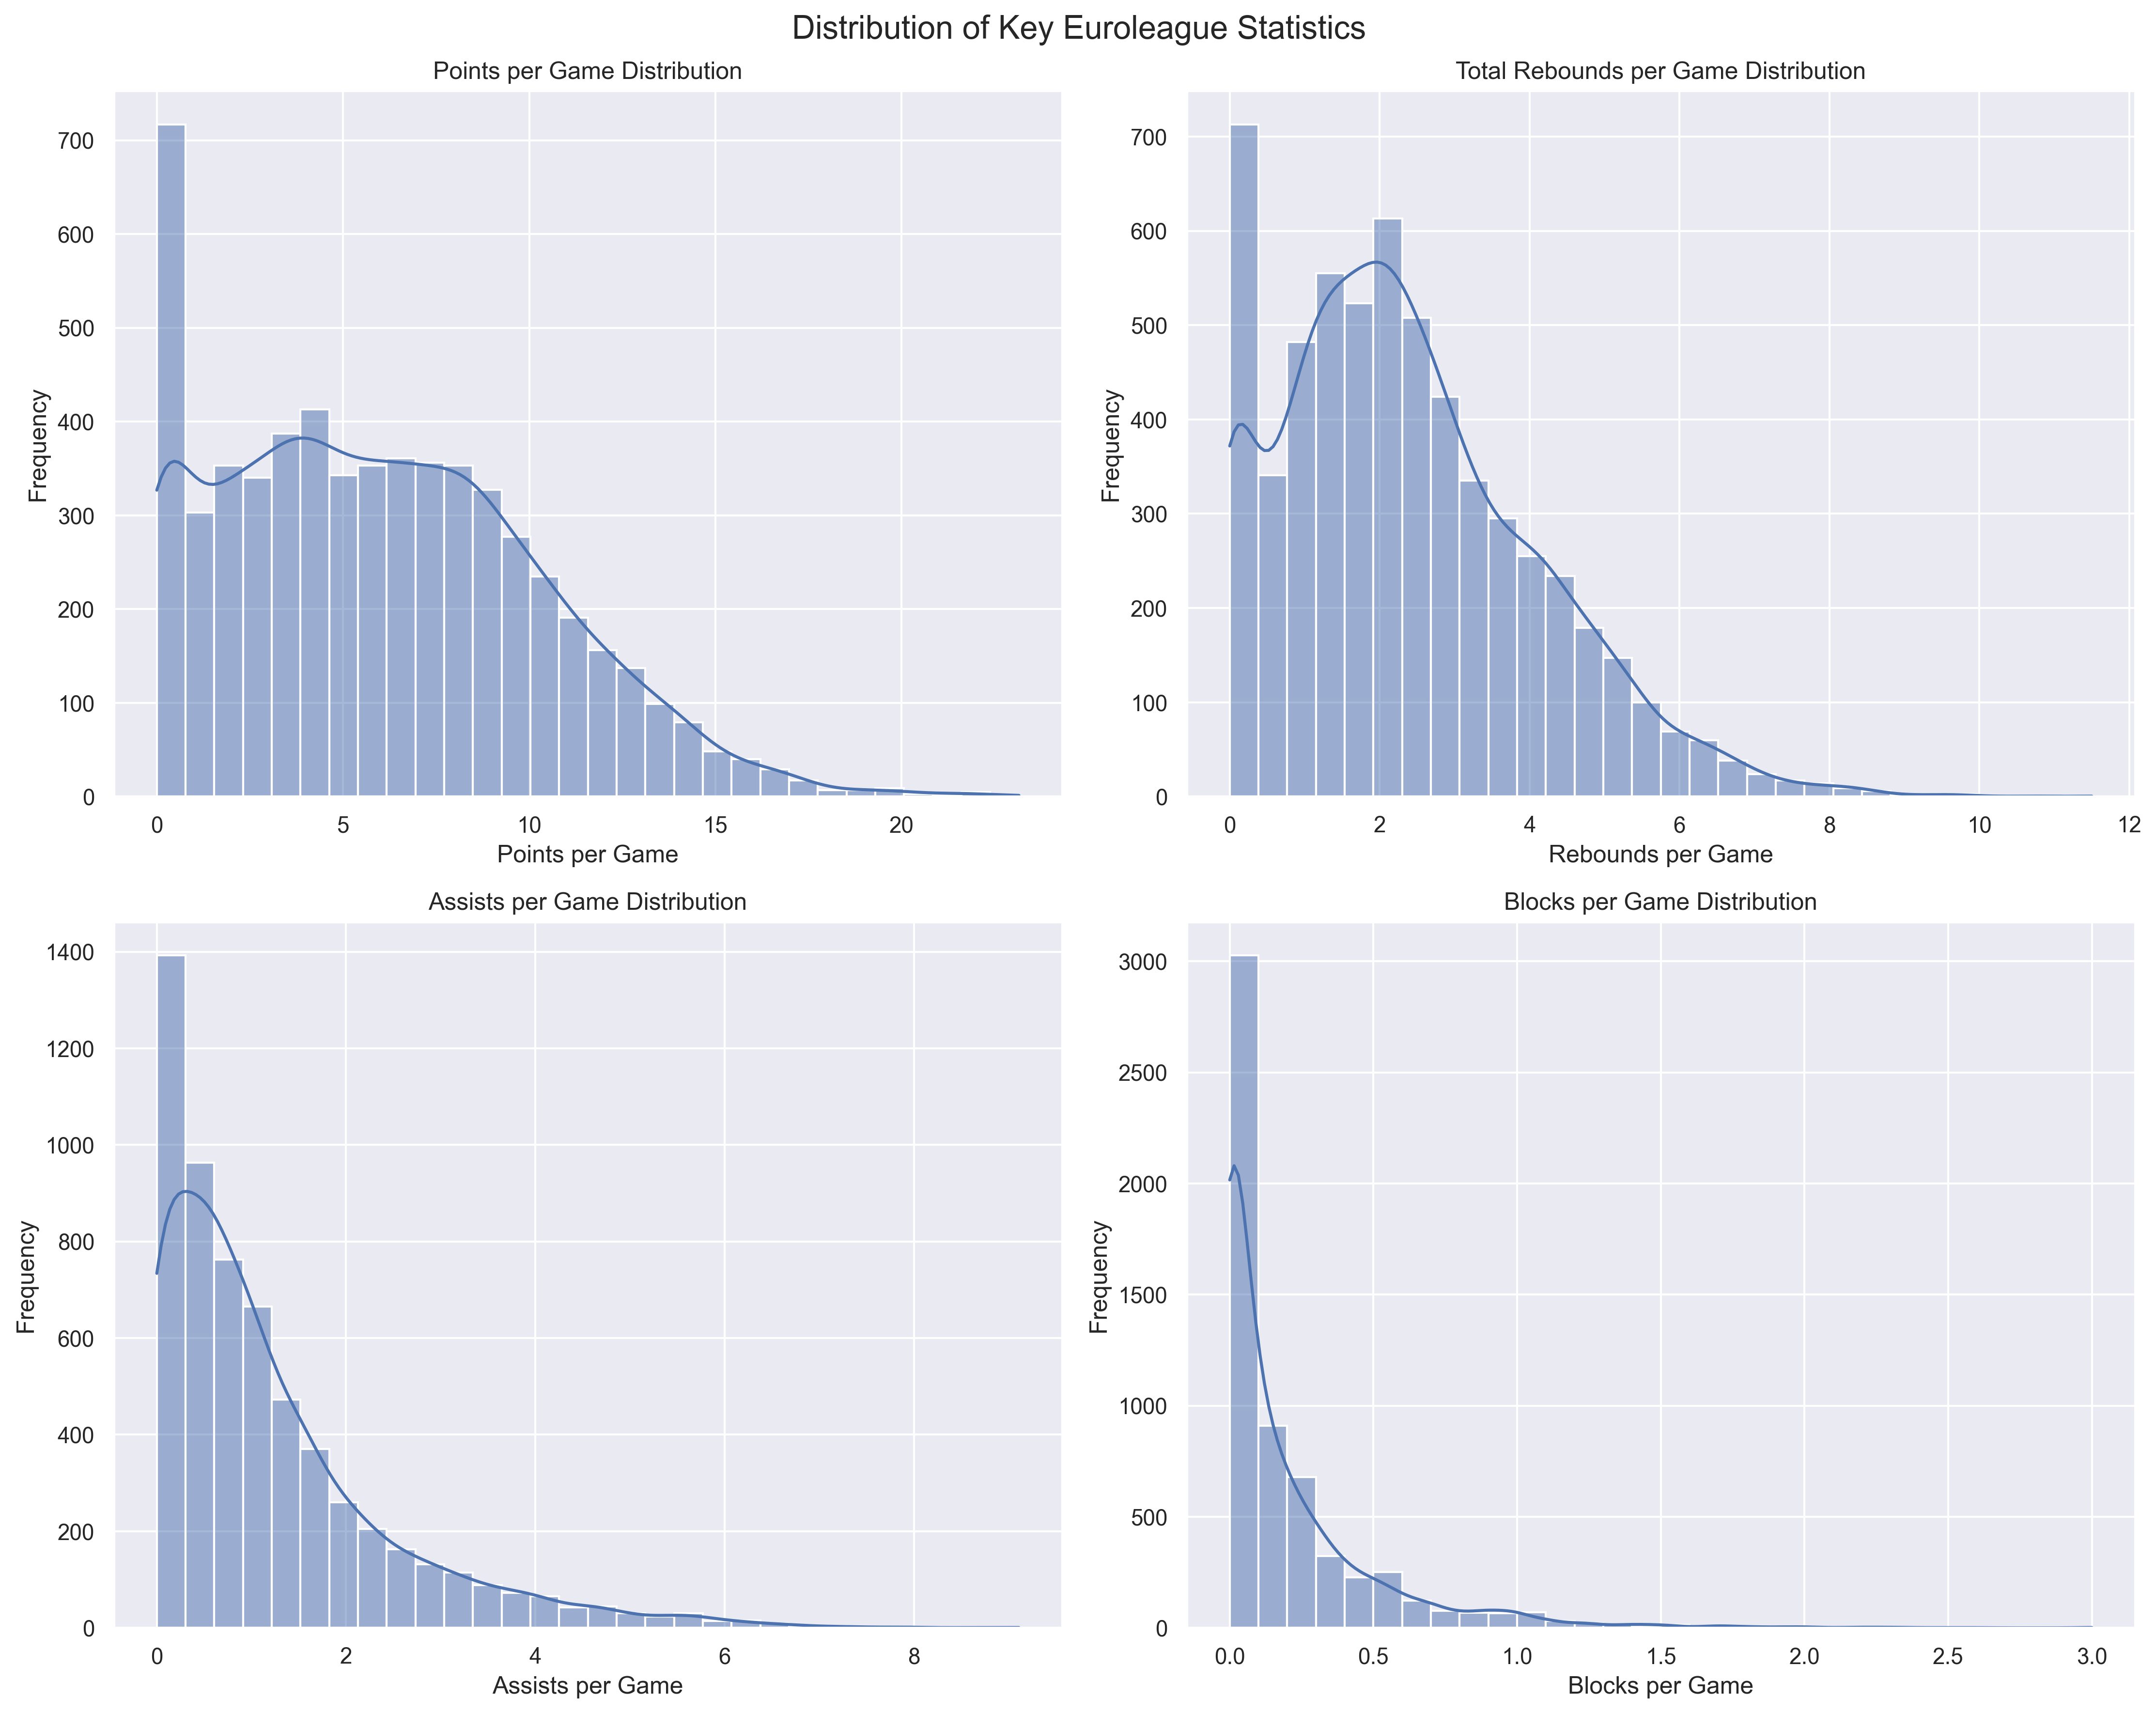 Distribution of Key Euroleague Statistics
Points per Game Distribution
700
600
500
400
300
200
100
0
Frequency
0 5 10 15 20
Points per Game
Total Rebounds per Game Distribution
700
600
500
400
300
200
100
0
Frequency
0 2 4 6 8 10 12
Rebounds per Game
Assists per Game Distribution
1400
1200
1000
800
600
400
200
0
Frequency
0 2 4 6 8
Assists per Game
Blocks per Game Distribution
3000
2500
2000
1500
1000
500
0
Frequency
0.0 0.5 1.0 1.5 2.0 2.5 3.0
Blocks per Game